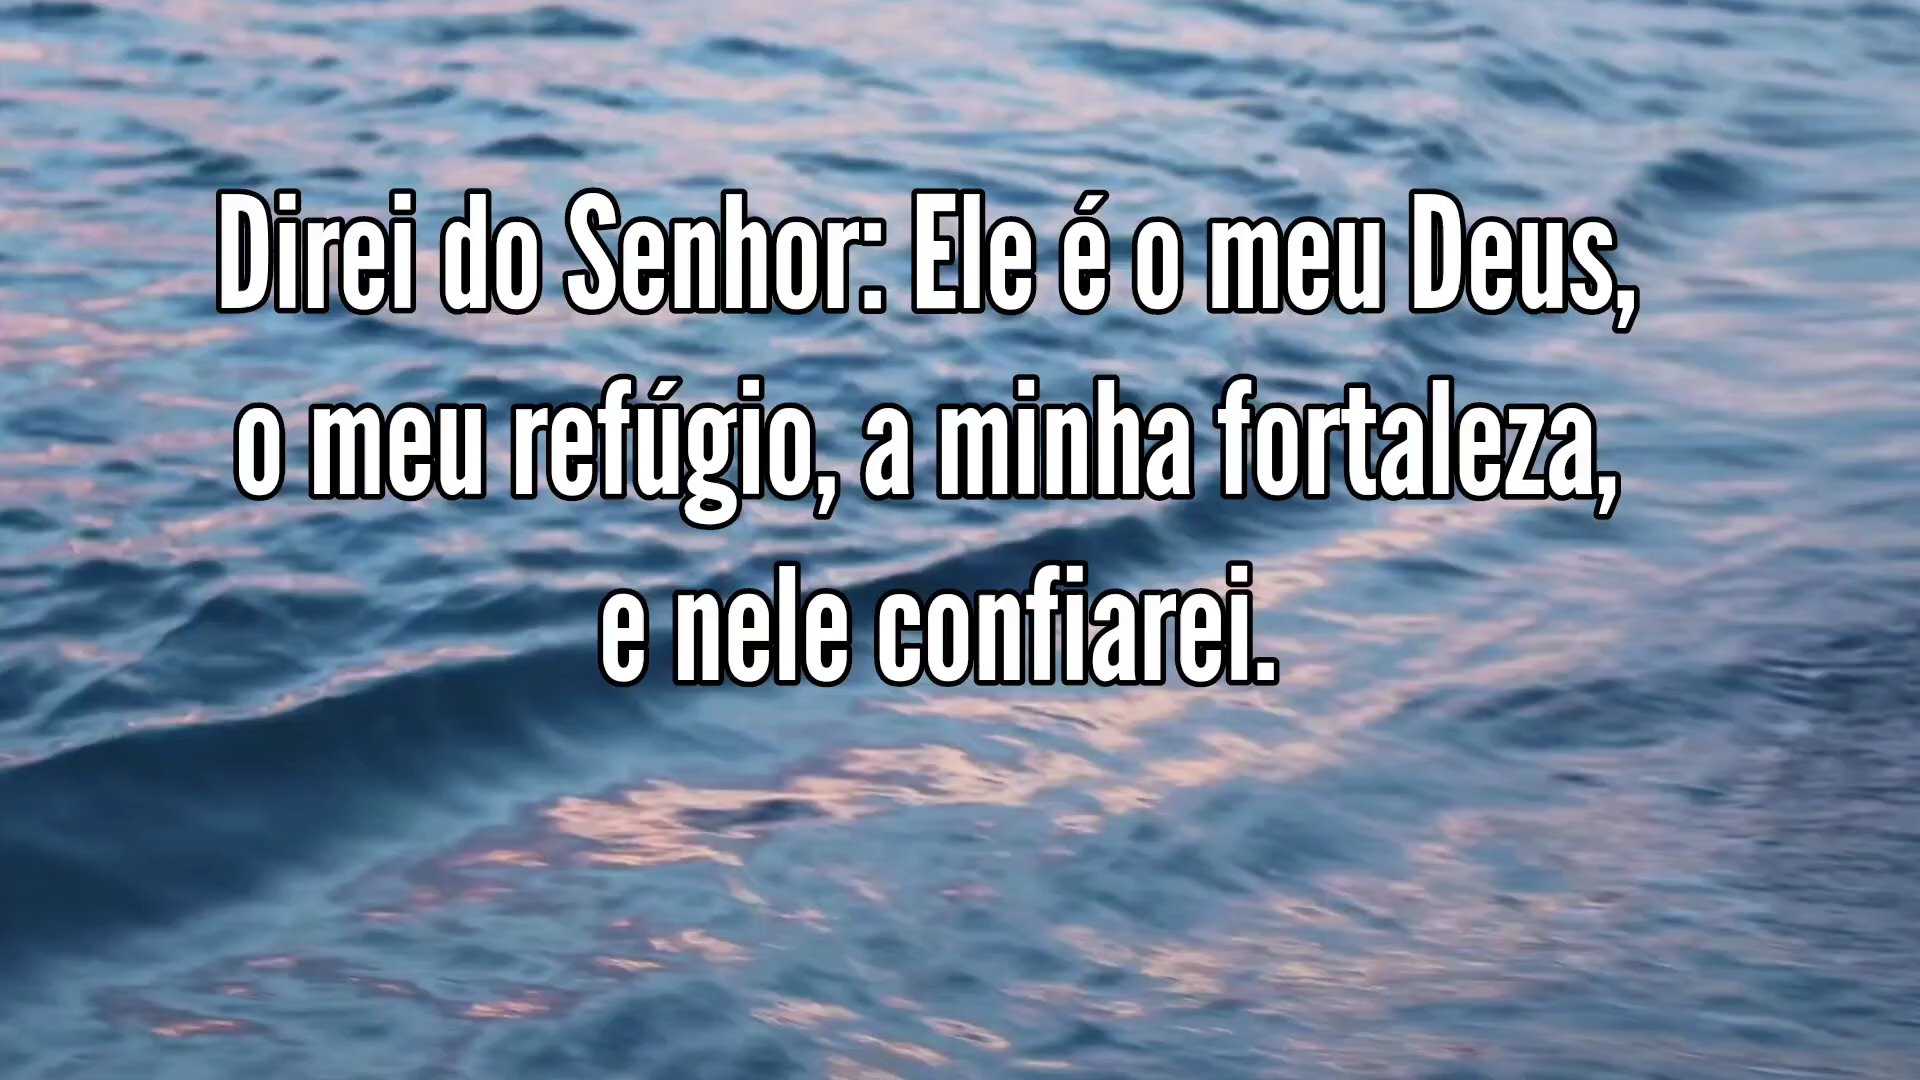 Direi do Senhor: Ele é o meu Deus,
o meu refúgio, a minha fortaleza,
e nele confiarei.